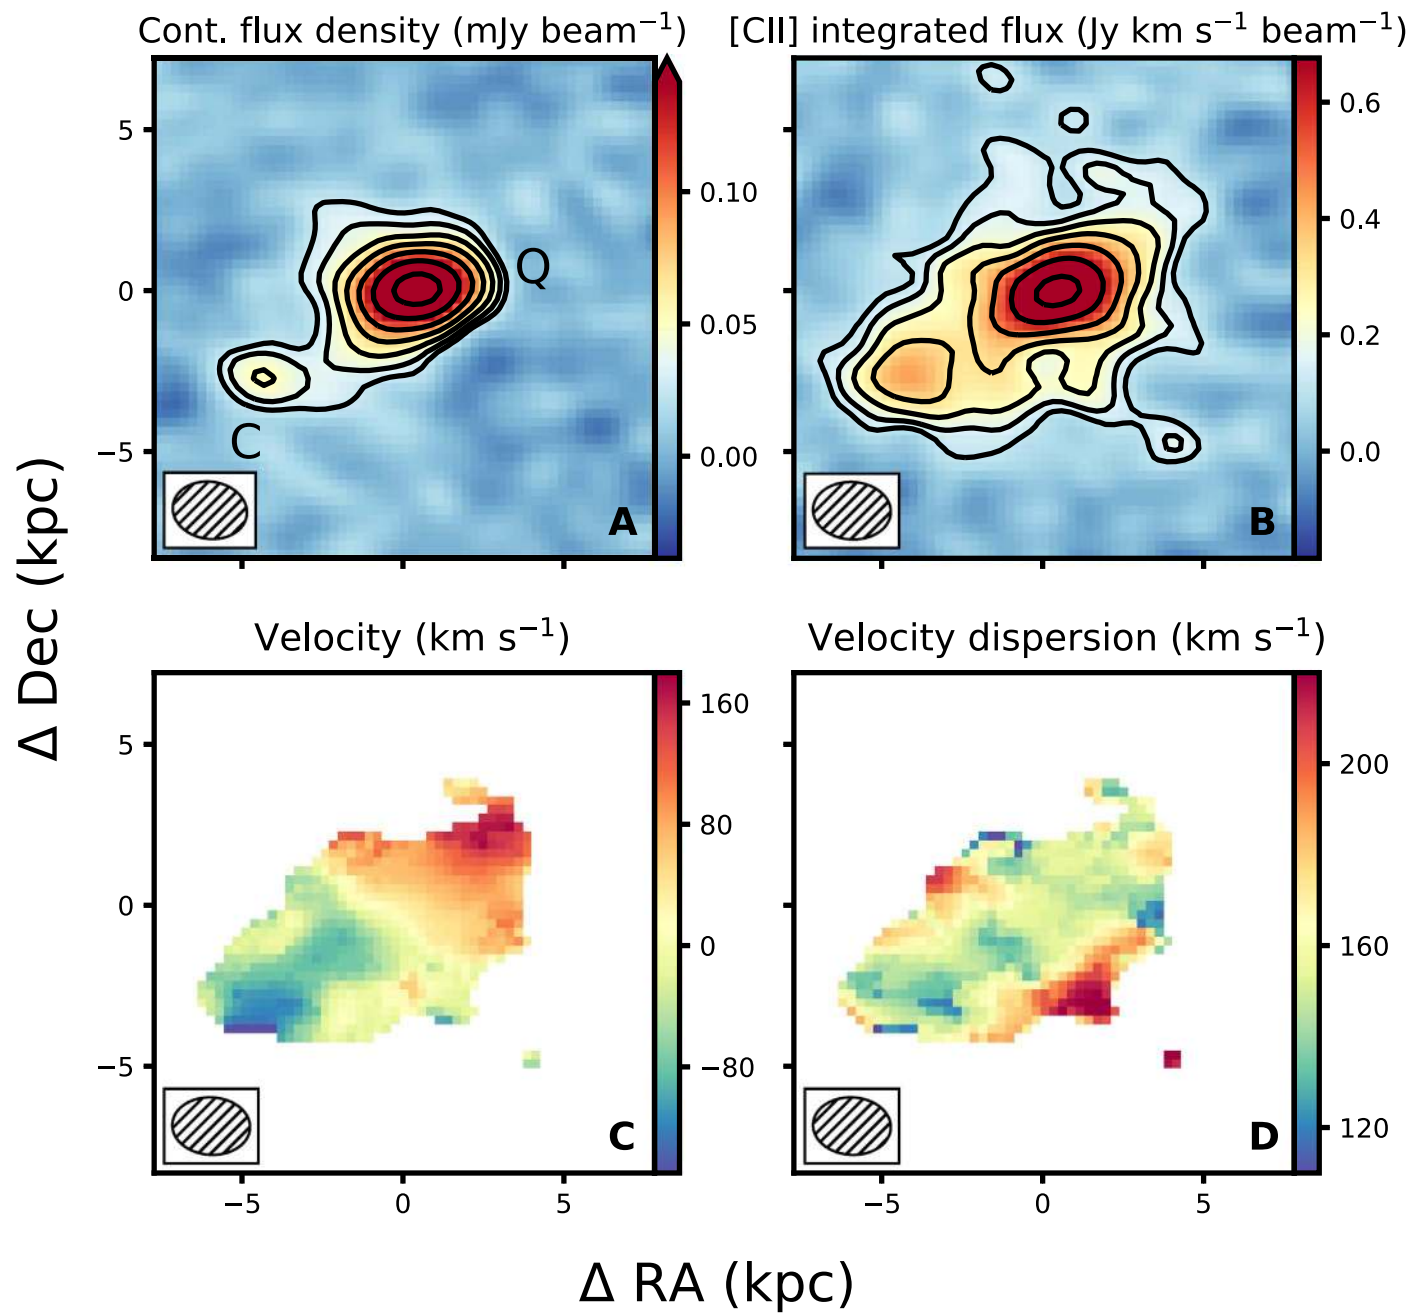 Cont. flux density (mJy beam⁻¹)
[CII] integrated flux (Jy km s⁻¹ beam⁻¹)
5
0
−5
Q
C
A
0.10
0.05
0.00
B
0.6
0.4
0.2
0.0
Δ Dec (kpc)
Velocity (km s⁻¹)
Velocity dispersion (km s⁻¹)
5
0
−5
C
160
80
0
−80
D
200
160
120
−5 0 5
−5 0 5
Δ RA (kpc)